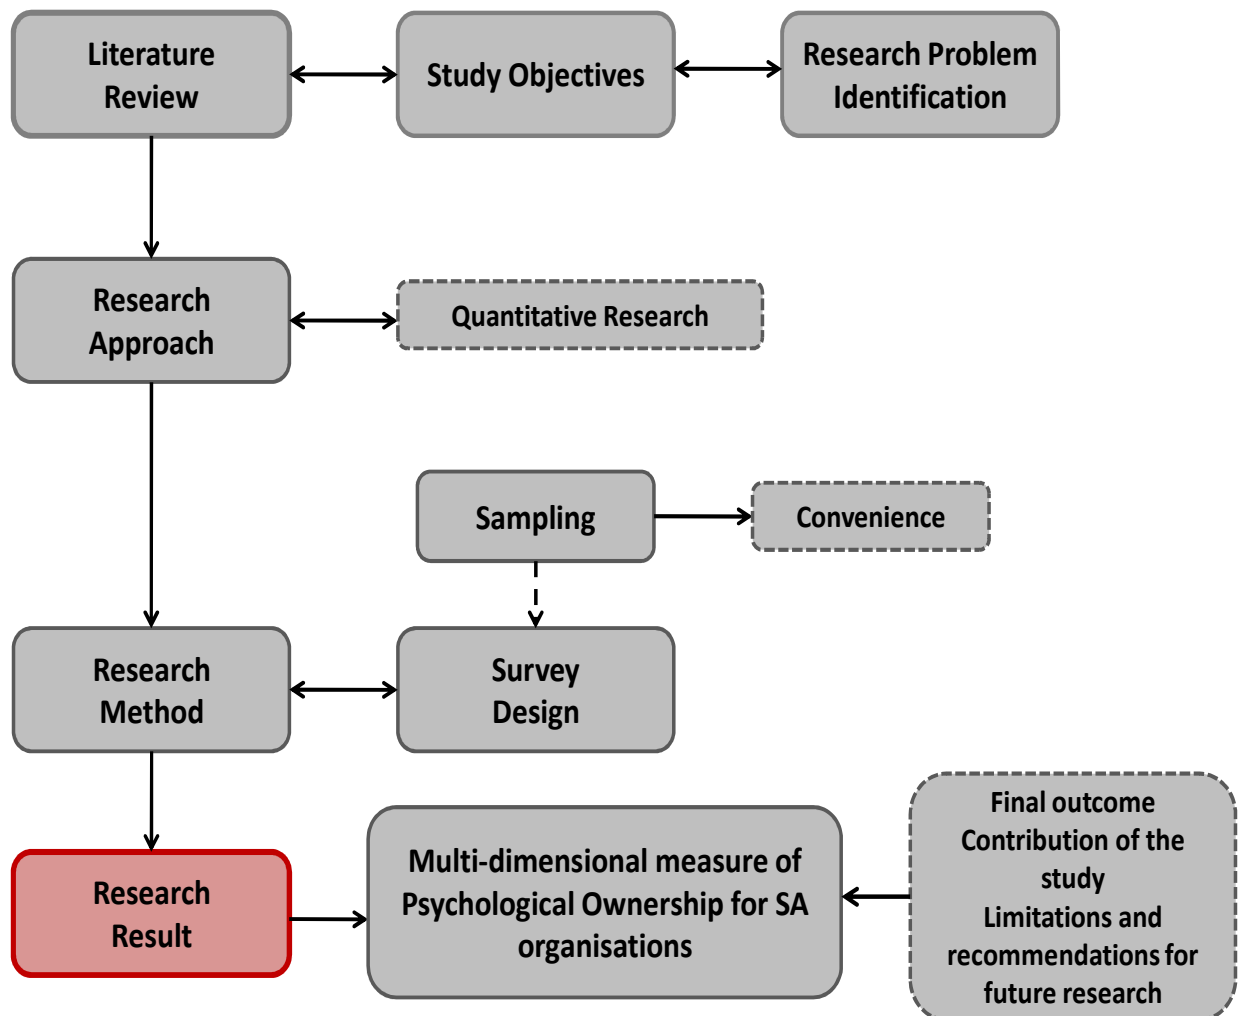 Literature
Review
Study Objectives
Research Problem
Identification
Research
Approach
Quantitative Research
Sampling
Convenience
Research
Method
Survey
Design
Research
Result
Multi-dimensional measure of
Psychological Ownership for SA
organisations
Final outcome
Contribution of the
study
Limitations and
recommendations for
future research